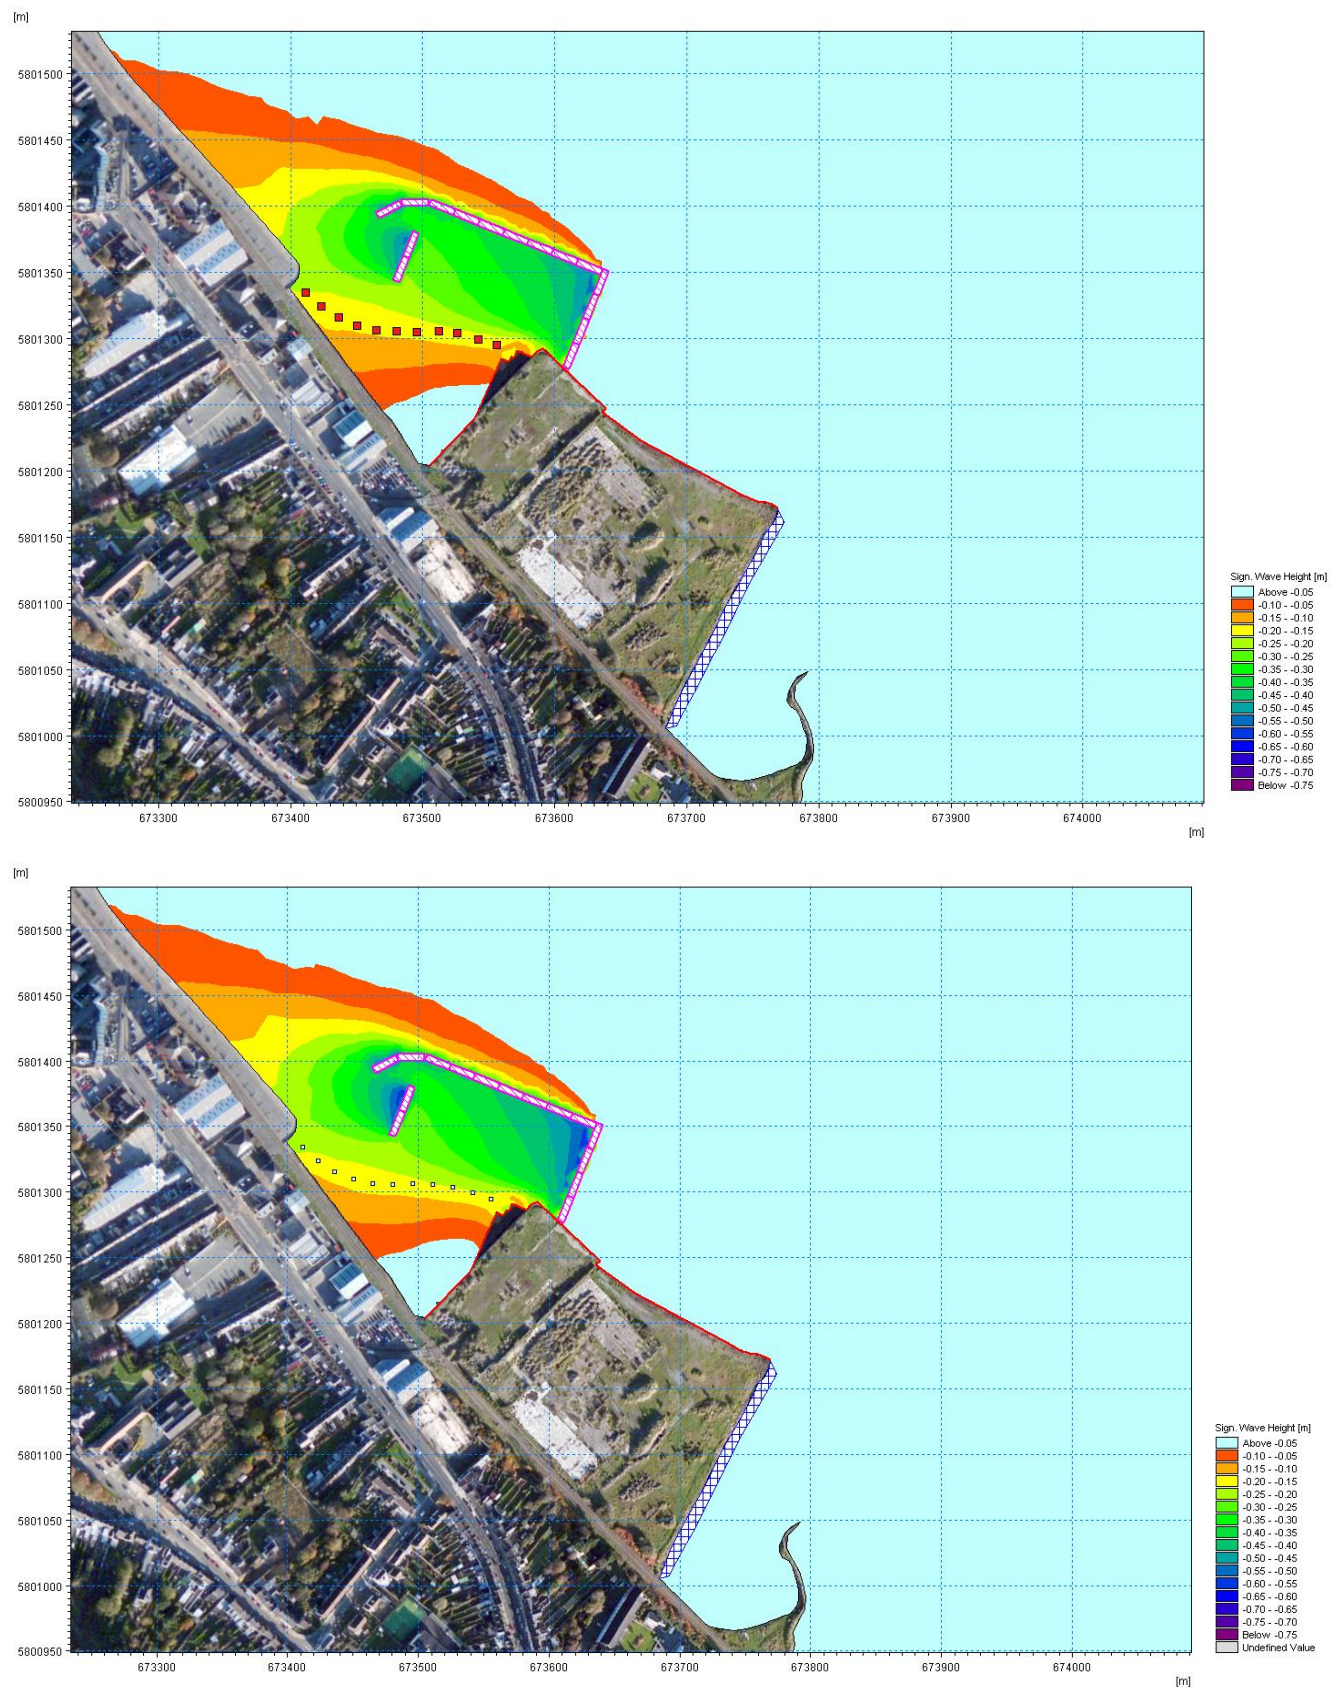 [m]
5801500
5801450
5801400
5801350
5801300
5801250
5801200
5801150
5801100
5801050
5801000
5800950
673300 673400 673500 673600 673700 673800 673900 674000
[m]
Sign. Wave Height [m]
Above -0.05
-0.10 - -0.05
-0.15 - -0.10
-0.20 - -0.15
-0.25 - -0.20
-0.30 - -0.25
-0.35 - -0.30
-0.40 - -0.35
-0.45 - -0.40
-0.50 - -0.45
-0.55 - -0.50
-0.60 - -0.55
-0.65 - -0.60
-0.70 - -0.65
-0.75 - -0.70
Below -0.75
[m]
5801500
5801450
5801400
5801350
5801300
5801250
5801200
5801150
5801100
5801050
5801000
5800950
673300 673400 673500 673600 673700 673800 673900 674000
[m]
Sign. Wave Height [m]
Above -0.05
-0.10 - -0.05
-0.15 - -0.10
-0.20 - -0.15
-0.25 - -0.20
-0.30 - -0.25
-0.35 - -0.30
-0.40 - -0.35
-0.45 - -0.40
-0.50 - -0.45
-0.55 - -0.50
-0.60 - -0.55
-0.65 - -0.60
-0.70 - -0.65
-0.75 - -0.70
Below -0.75
Undefined Value